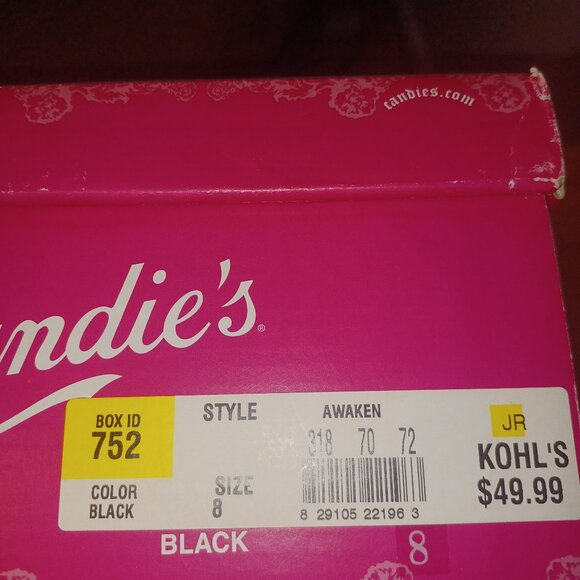 candies.com
ndie's®
BOX ID
752
STYLE
AWAKEN
318 70 72
JR
KOHL'S
$49.99
COLOR
BLACK
SIZE
8
8 29105 22196 3
BLACK
8